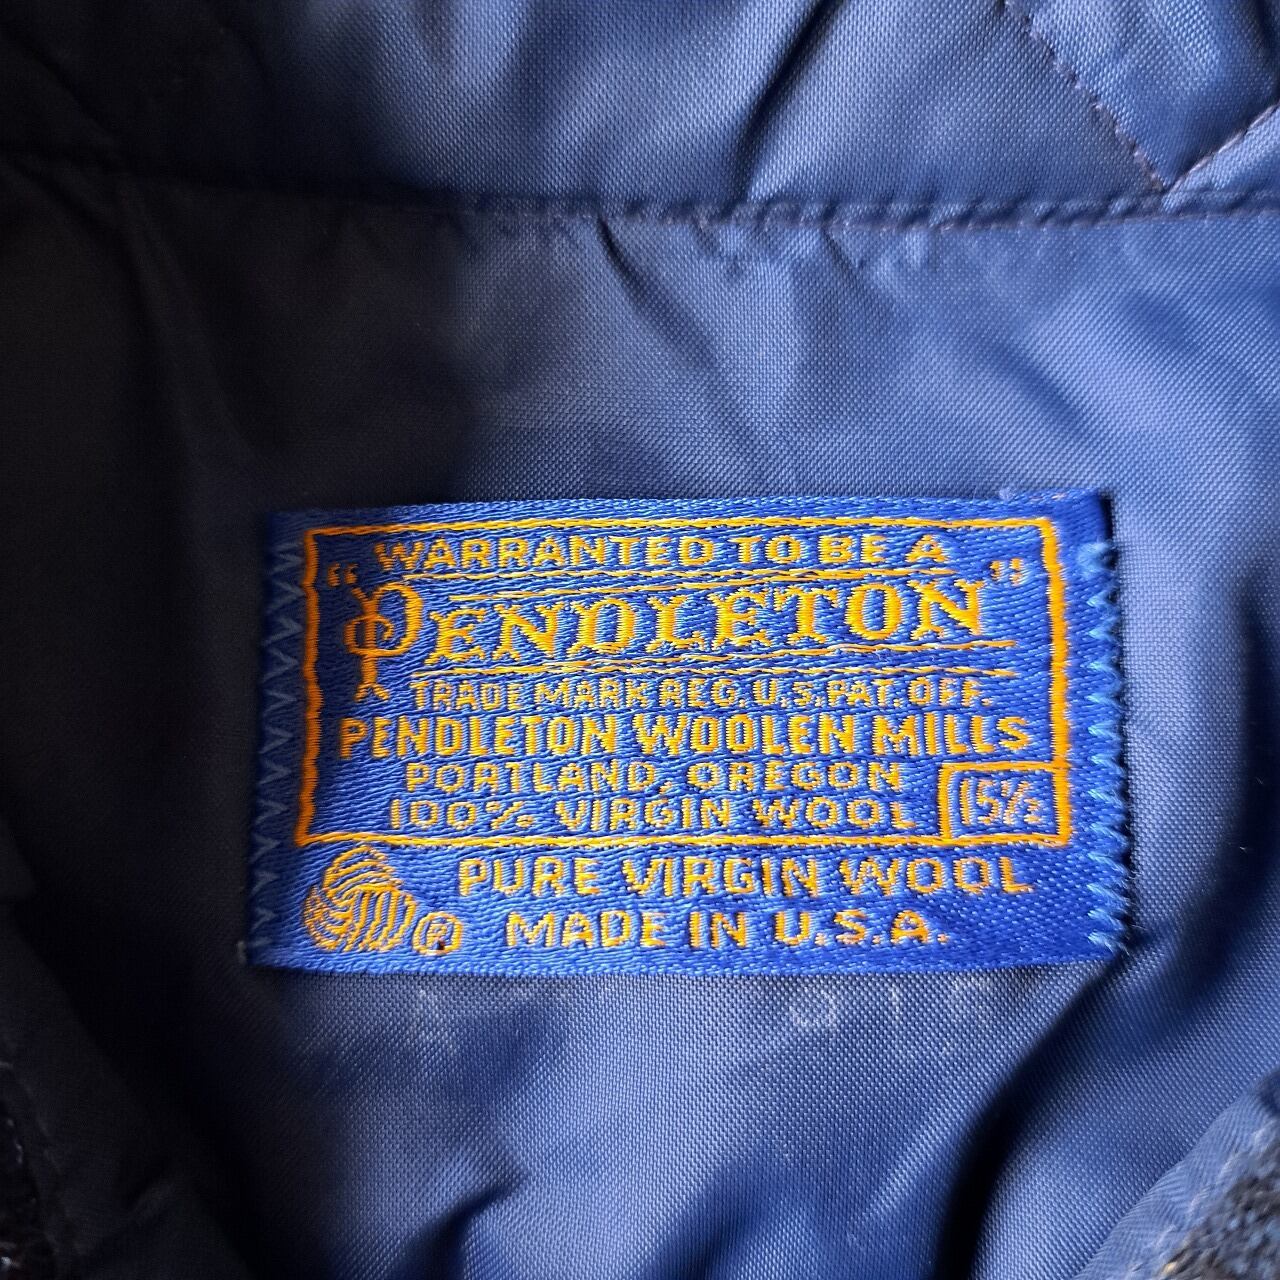 WARRANTED TO BE A
"PENDLETON"
TRADE MARK REG. U.S. PAT. OFF.
PENDLETON WOOLEN MILLS
PORTLAND, OREGON
100% VIRGIN WOOL 15½
PURE VIRGIN WOOL
® MADE IN U.S.A.